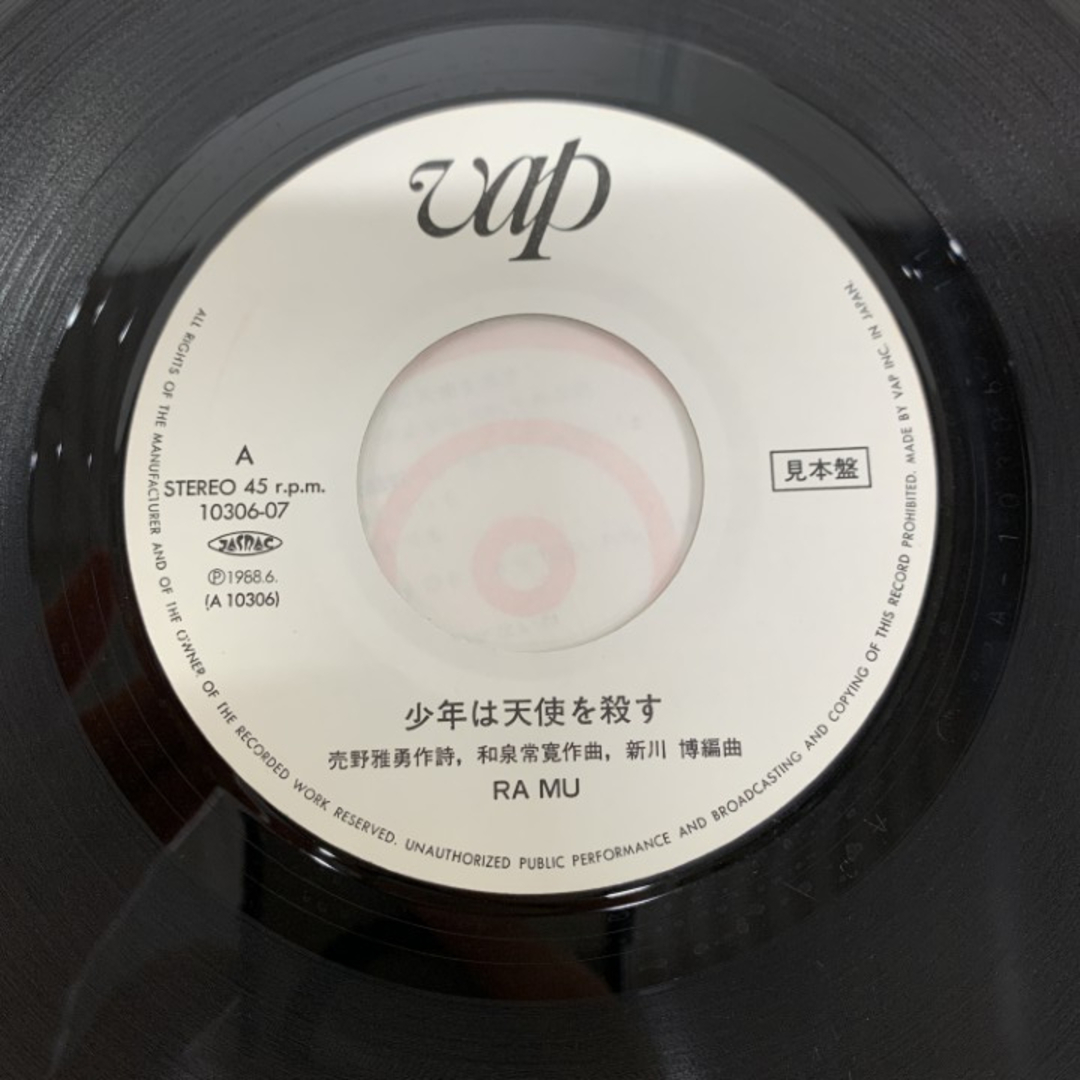 vap
A
STEREO 45 r.p.m.
10306-07
JASRAC
Ⓟ1988.6.
(A 10306)
見本盤
少年は天使を殺す
売野雅勇作詩, 和泉常寛作曲, 新川 博編曲
RA MU
ALL RIGHTS OF THE MANUFACTURER AND OF THE OWNER OF THE RECORDED WORK RESERVED. UNAUTHORIZED PUBLIC PERFORMANCE AND BROADCASTING AND COPYING OF THIS RECORD PROHIBITED. MADE BY VAP INC. IN JAPAN.